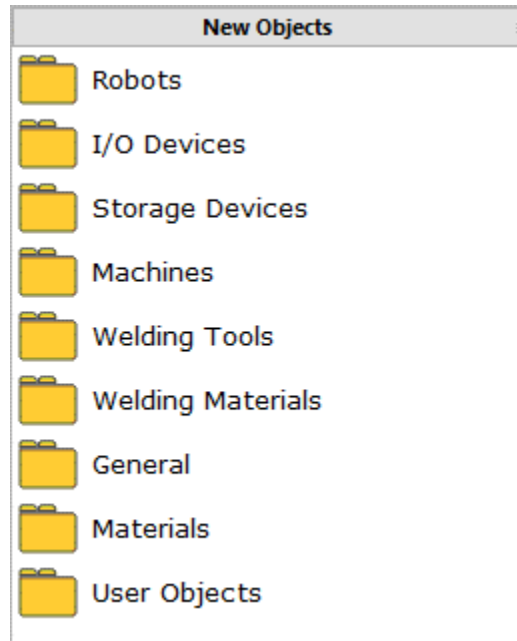 New Objects
Robots
I/O Devices
Storage Devices
Machines
Welding Tools
Welding Materials
General
Materials
User Objects